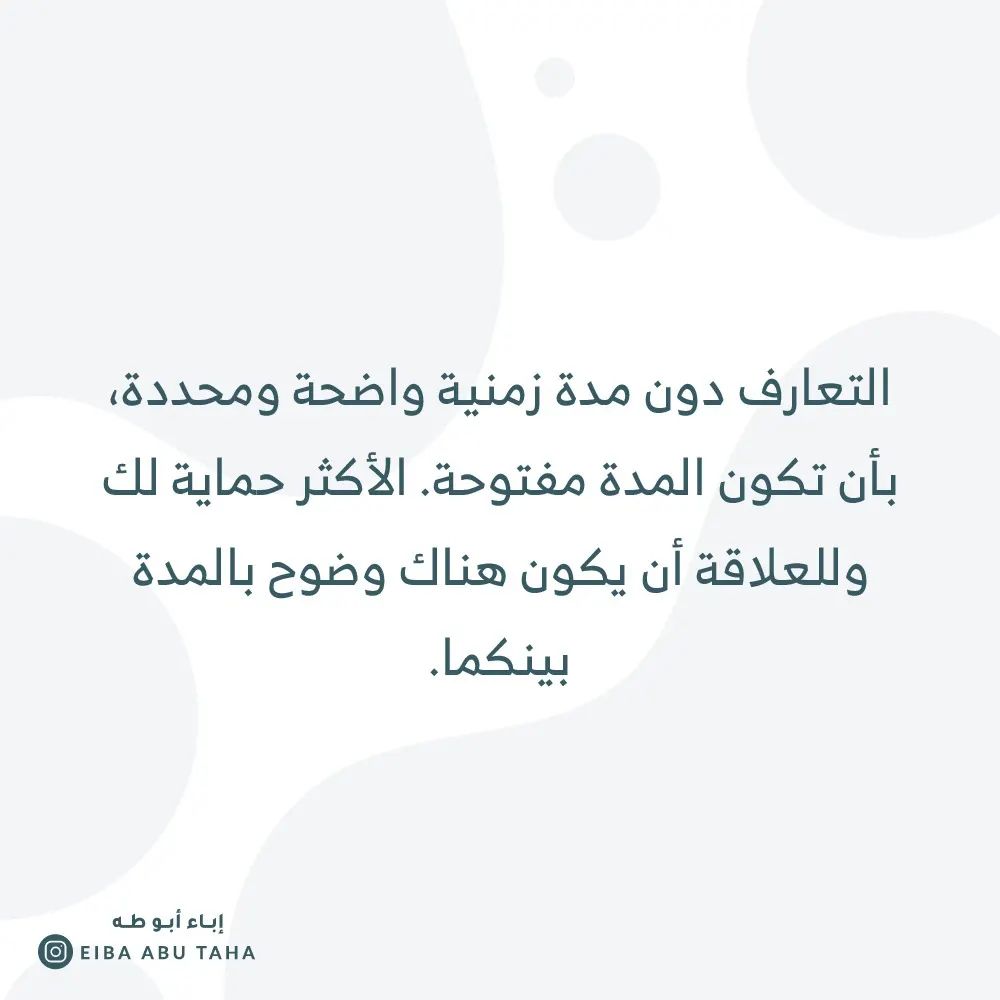 التعارف دون مدة زمنية واضحة ومحددة،
بأن تكون المدة مفتوحة. الأكثر حماية لك
وللعلاقة أن يكون هناك وضوح بالمدة
بينكما.
إباء أبو طه
EIBA ABU TAHA